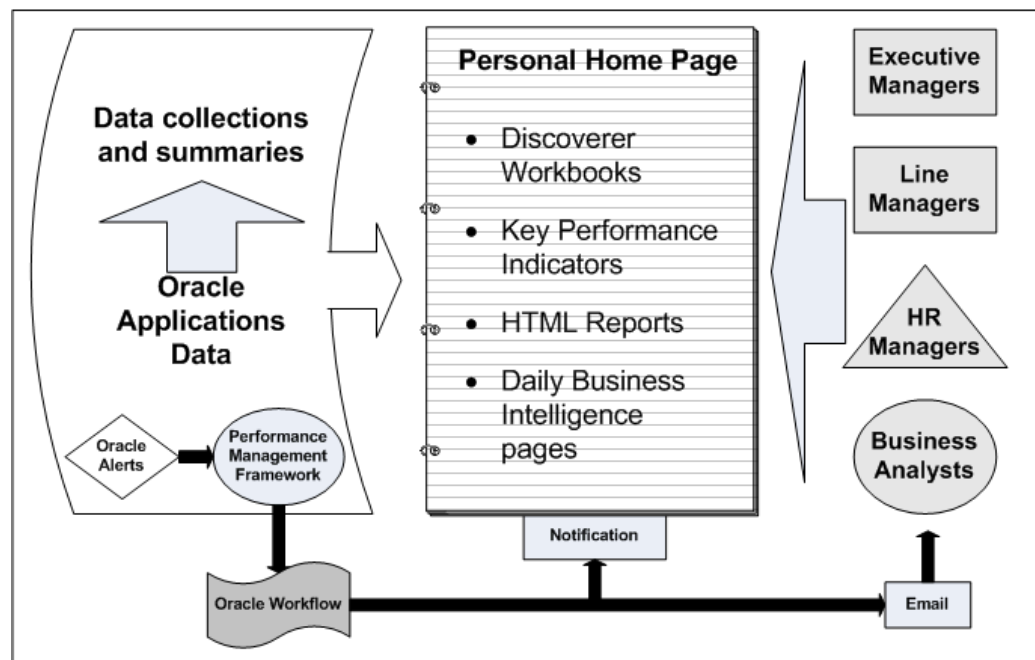 Data collections
and summaries
Oracle
Applications
Data
Oracle
Alerts
Performance
Management
Framework
Oracle Workflow
Personal Home Page
• Discoverer
Workbooks
• Key Performance
Indicators
• HTML Reports
• Daily Business
Intelligence
pages
Notification
Executive
Managers
Line
Managers
HR
Managers
Business
Analysts
Email